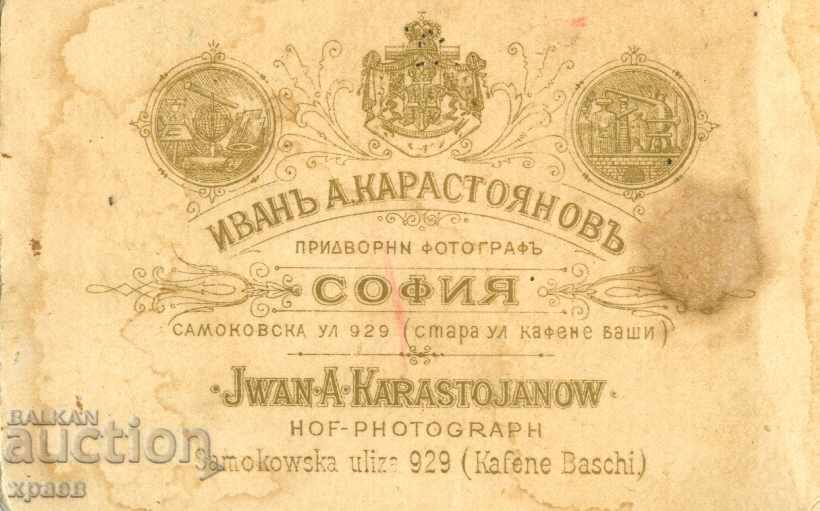 ИВАНЪ А. КАРАСТОЯНОВЪ
ПРИДВОРНИ ФОТОГРАФЪ
СОФИЯ
САМОКОВСКА УЛ 929 (стара ул кафене баши)
JWAN·A·KARASTOJANOW
HOF-PHOTOGRAPH
Samokowska uliza 929 (Kafene Baschi.)
BALKAN
auction
храов